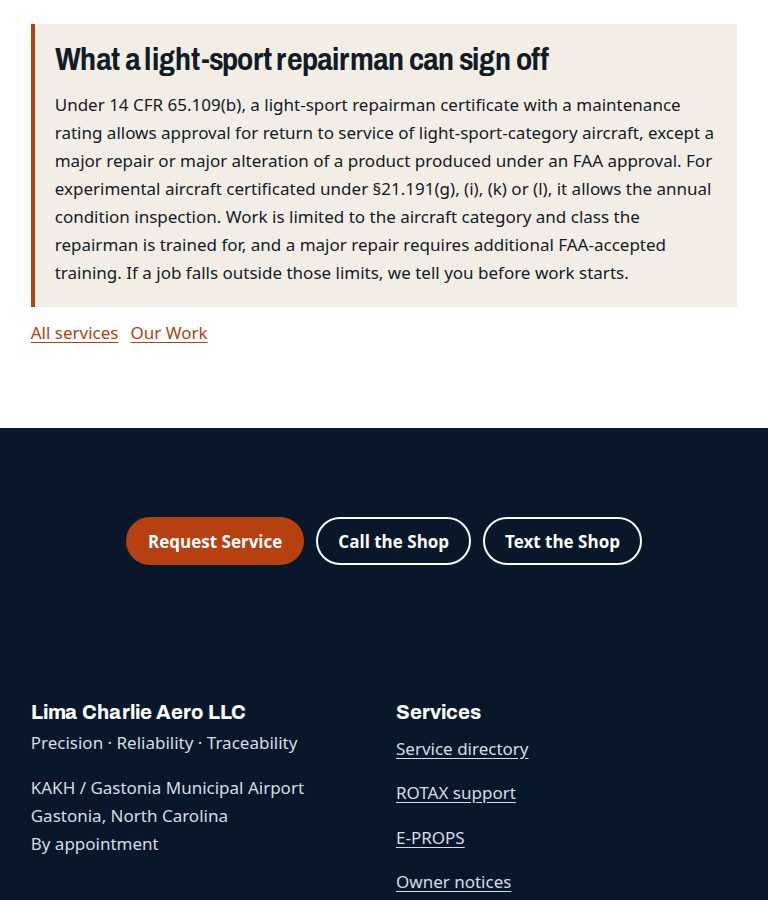 What a light-sport repairman can sign off
Under 14 CFR 65.109(b), a light-sport repairman certificate with a maintenance
rating allows approval for return to service of light-sport-category aircraft, except a
major repair or major alteration of a product produced under an FAA approval. For
experimental aircraft certificated under §21.191(g), (i), (k) or (l), it allows the annual
condition inspection. Work is limited to the aircraft category and class the
repairman is trained for, and a major repair requires additional FAA-accepted
training. If a job falls outside those limits, we tell you before work starts.
All services Our Work
Request Service Call the Shop Text the Shop
Lima Charlie Aero LLC
Precision · Reliability · Traceability
KAKH / Gastonia Municipal Airport
Gastonia, North Carolina
By appointment
Services
Service directory
ROTAX support
E-PROPS
Owner notices